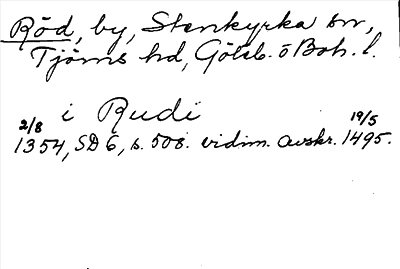 Röd, by, Stenkyrka sn,
Tjörns hd, Göteb. o Boh. l.
i Rudi
2/8 19/5
1354, SD 6, s. 508. vidim. avskr. 1495.